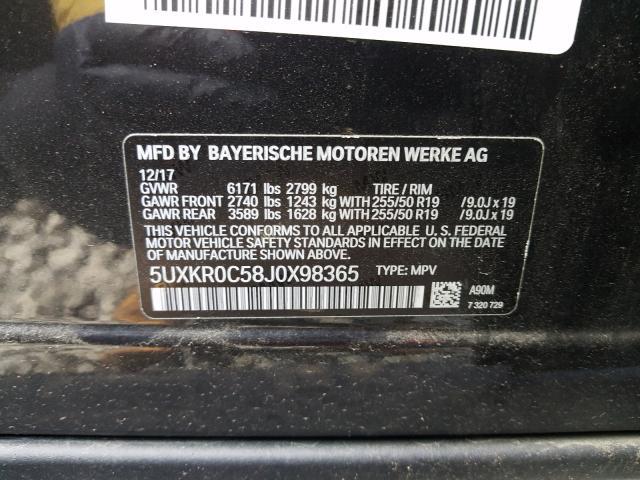 MFD BY BAYERISCHE MOTOREN WERKE AG
12/17
GVWR 6171 lbs 2799 kg TIRE / RIM
GAWR FRONT 2740 lbs 1243 kg WITH 255/50 R19 /9.0J x 19
GAWR REAR 3589 lbs 1628 kg WITH 255/50 R19 /9.0J x 19
THIS VEHICLE CONFORMS TO ALL APPLICABLE U. S. FEDERAL
MOTOR VEHICLE SAFETY STANDARDS IN EFFECT ON THE DATE
OF MANUFACTURE SHOWN ABOVE.
5UXKR0C58J0X98365 TYPE: MPV
A90M
7 320 729